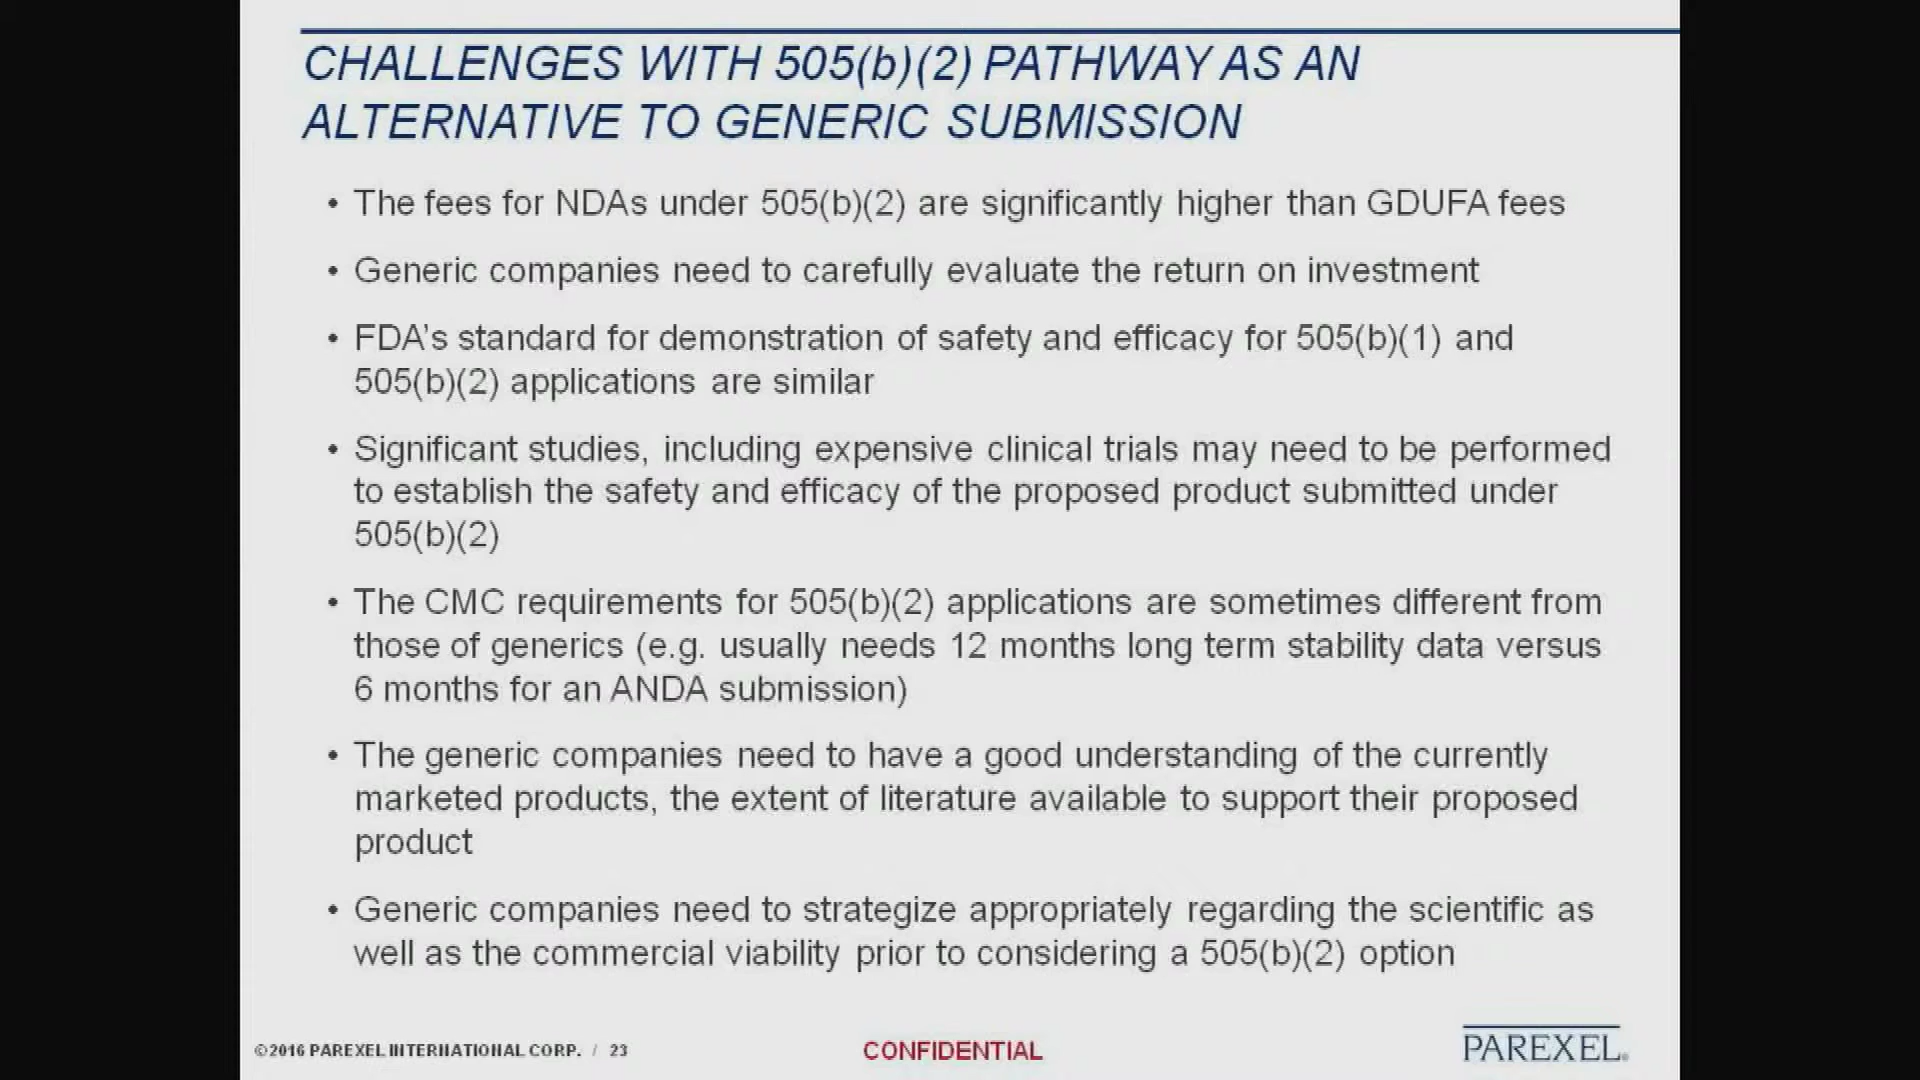 CHALLENGES WITH 505(b)(2) PATHWAY AS AN
ALTERNATIVE TO GENERIC SUBMISSION
• The fees for NDAs under 505(b)(2) are significantly higher than GDUFA fees
• Generic companies need to carefully evaluate the return on investment
• FDA's standard for demonstration of safety and efficacy for 505(b)(1) and
505(b)(2) applications are similar
• Significant studies, including expensive clinical trials may need to be performed
to establish the safety and efficacy of the proposed product submitted under
505(b)(2)
• The CMC requirements for 505(b)(2) applications are sometimes different from
those of generics (e.g. usually needs 12 months long term stability data versus
6 months for an ANDA submission)
• The generic companies need to have a good understanding of the currently
marketed products, the extent of literature available to support their proposed
product
• Generic companies need to strategize appropriately regarding the scientific as
well as the commercial viability prior to considering a 505(b)(2) option
©2016 PAREXEL INTERNATIONAL CORP. / 23
CONFIDENTIAL
PAREXEL®